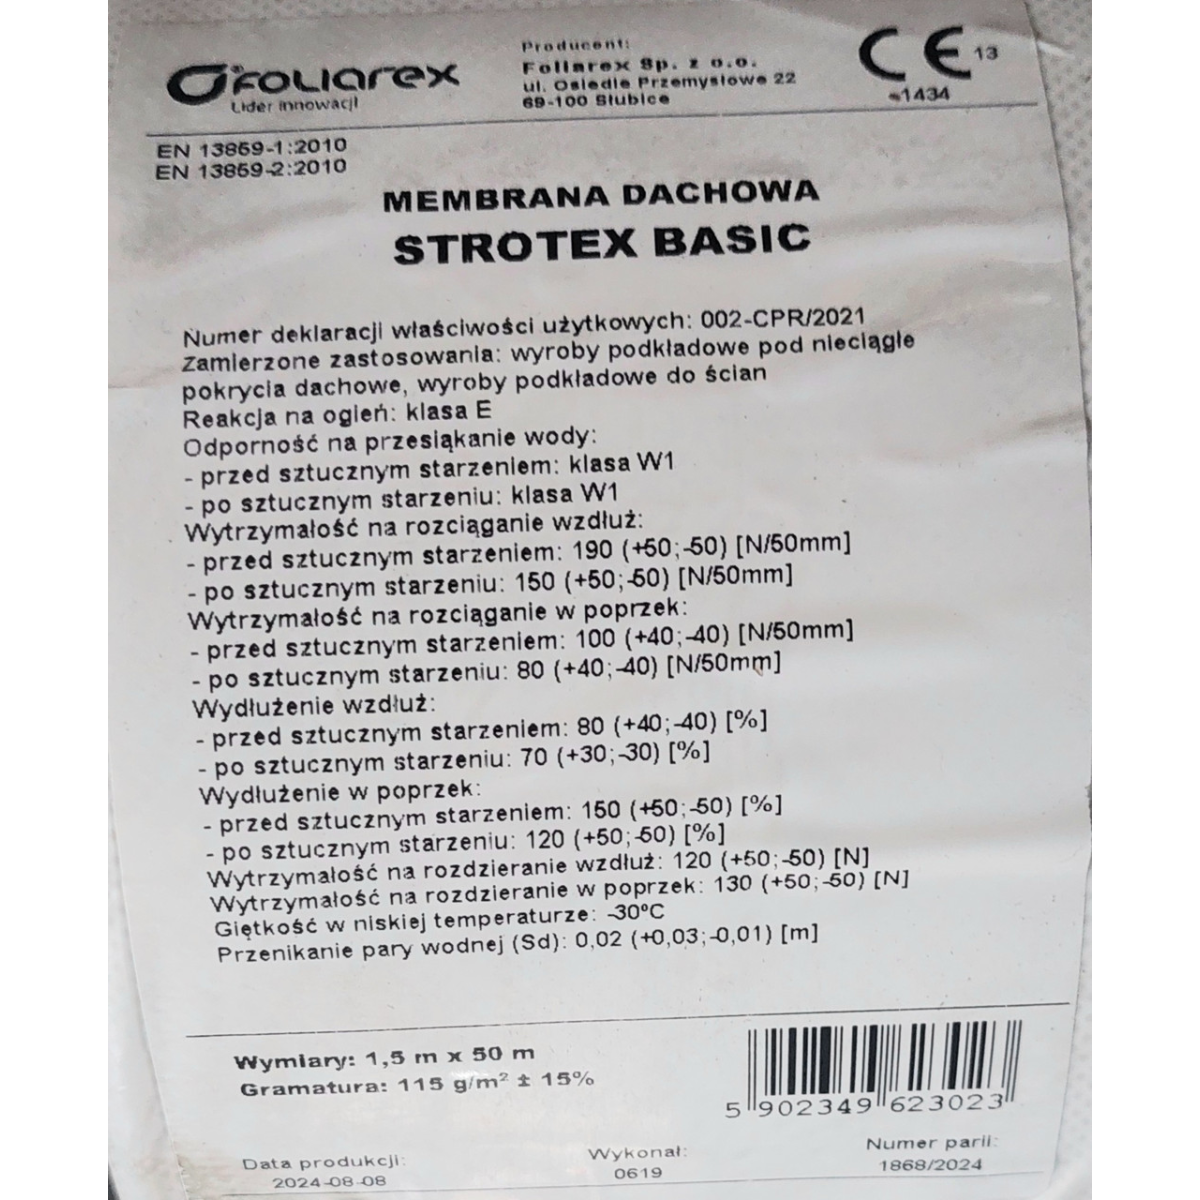 Foliarex
Lider innowacji
Producent:
Foliarex Sp. z o.o.
ul. Osiedle Przemysłowe 22
69-100 Słubice
CE 13
1434
EN 13859-1:2010
EN 13859-2:2010
MEMBRANA DACHOWA
STROTEX BASIC
Numer deklaracji właściwości użytkowych: 002-CPR/2021
Zamierzone zastosowania: wyroby podkładowe pod nieciągłe
pokrycia dachowe, wyroby podkładowe do ścian
Reakcja na ogień: klasa E
Odporność na przesiąkanie wody:
- przed sztucznym starzeniem: klasa W1
- po sztucznym starzeniu: klasa W1
Wytrzymałość na rozciąganie wzdłuż:
- przed sztucznym starzeniem: 190 (+50;-50) [N/50mm]
- po sztucznym starzeniu: 150 (+50;-50) [N/50mm]
Wytrzymałość na rozciąganie w poprzek:
- przed sztucznym starzeniem: 100 (+40;-40) [N/50mm]
- po sztucznym starzeniu: 80 (+40;-40) [N/50mm]
Wydłużenie wzdłuż:
- przed sztucznym starzeniem: 80 (+40;-40) [%]
- po sztucznym starzeniu: 70 (+30;-30) [%]
Wydłużenie w poprzek:
- przed sztucznym starzeniem: 150 (+50;-50) [%]
- po sztucznym starzeniu: 120 (+50;-50) [%]
Wytrzymałość na rozdzieranie wzdłuż: 120 (+50;-50) [N]
Wytrzymałość na rozdzieranie w poprzek: 130 (+50;-50) [N]
Giętkość w niskiej temperaturze: -30°C
Przenikanie pary wodnej (Sd): 0,02 (+0,03;-0,01) [m]
Wymiary: 1,5 m x 50 m
Gramatura: 115 g/m² ± 15%
5 902349 623023
Data produkcji:
2024-08-08
Wykonał:
0619
Numer parii:
1868/2024